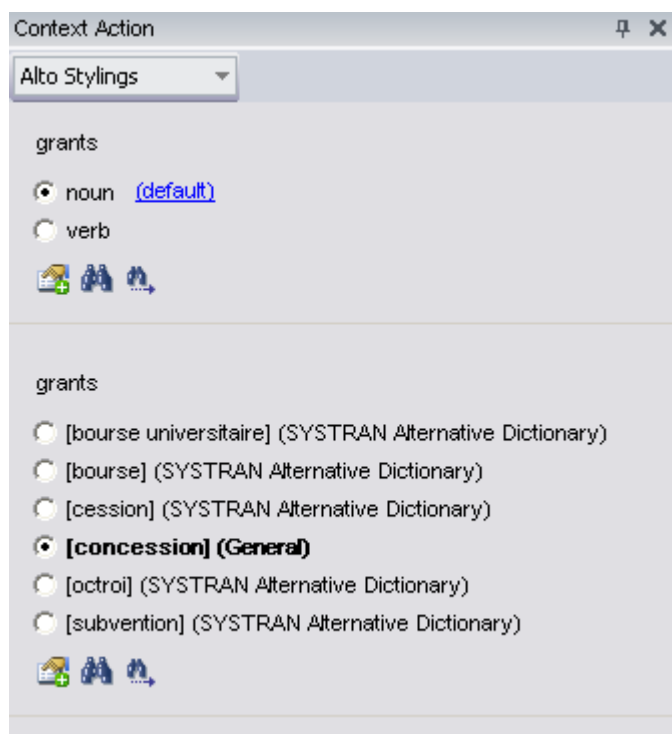 Context Action
Alto Stylings
grants
noun (default)
verb
grants
[bourse universitaire] (SYSTRAN Alternative Dictionary)
[bourse] (SYSTRAN Alternative Dictionary)
[cession] (SYSTRAN Alternative Dictionary)
[concession] (General)
[octroi] (SYSTRAN Alternative Dictionary)
[subvention] (SYSTRAN Alternative Dictionary)